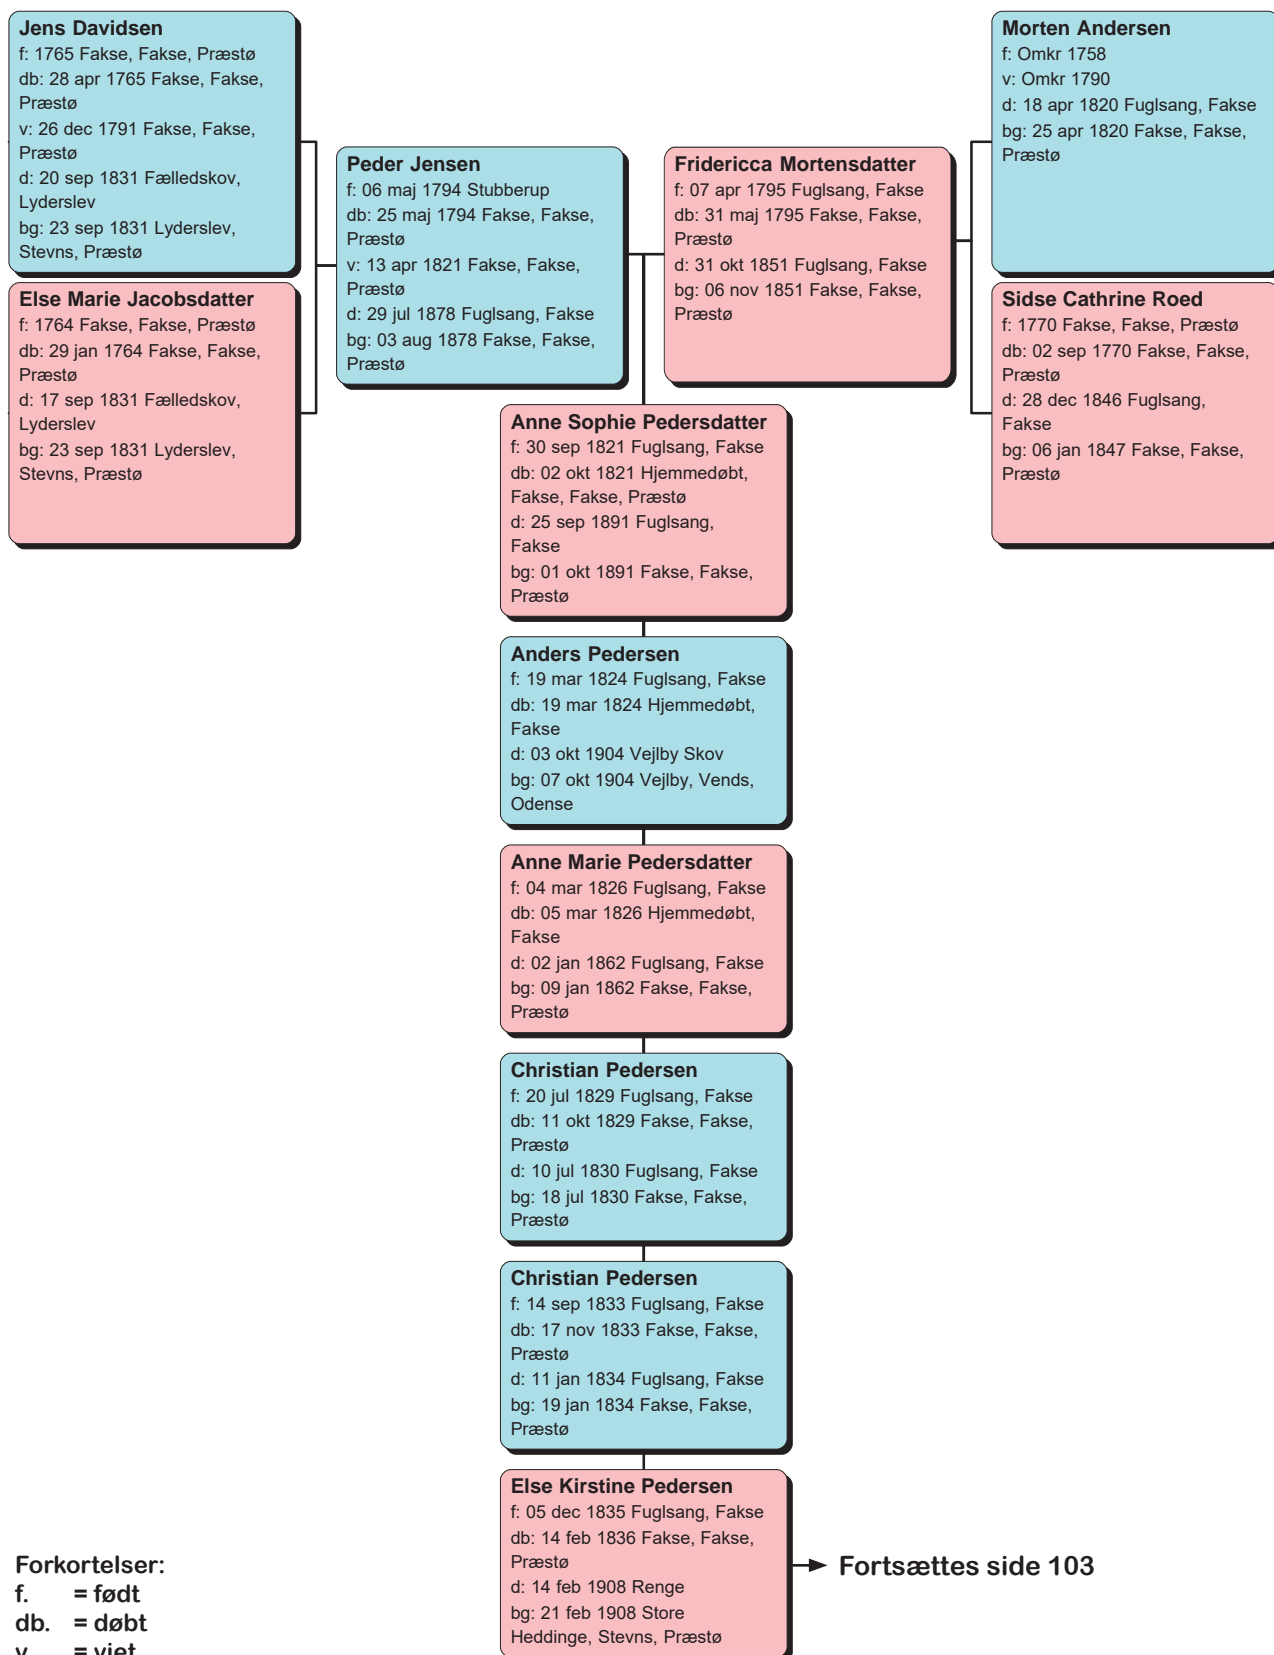 Jens Davidsen
f: 1765 Fakse, Fakse, Præstø
db: 28 apr 1765 Fakse, Fakse,
Præstø
v: 26 dec 1791 Fakse, Fakse,
Præstø
d: 20 sep 1831 Fælledskov,
Lyderslev
bg: 23 sep 1831 Lyderslev,
Stevns, Præstø
Else Marie Jacobsdatter
f: 1764 Fakse, Fakse, Præstø
db: 29 jan 1764 Fakse, Fakse,
Præstø
d: 17 sep 1831 Fælledskov,
Lyderslev
bg: 23 sep 1831 Lyderslev,
Stevns, Præstø
Peder Jensen
f: 06 maj 1794 Stubberup
db: 25 maj 1794 Fakse, Fakse,
Præstø
v: 13 apr 1821 Fakse, Fakse,
Præstø
d: 29 jul 1878 Fuglsang, Fakse
bg: 03 aug 1878 Fakse, Fakse,
Præstø
Fridericca Mortensdatter
f: 07 apr 1795 Fuglsang, Fakse
db: 31 maj 1795 Fakse, Fakse,
Præstø
d: 31 okt 1851 Fuglsang, Fakse
bg: 06 nov 1851 Fakse, Fakse,
Præstø
Morten Andersen
f: Omkr 1758
v: Omkr 1790
d: 18 apr 1820 Fuglsang, Fakse
bg: 25 apr 1820 Fakse, Fakse,
Præstø
Sidse Cathrine Roed
f: 1770 Fakse, Fakse, Præstø
db: 02 sep 1770 Fakse, Fakse,
Præstø
d: 28 dec 1846 Fuglsang,
Fakse
bg: 06 jan 1847 Fakse, Fakse,
Præstø
Anne Sophie Pedersdatter
f: 30 sep 1821 Fuglsang, Fakse
db: 02 okt 1821 Hjemmedøbt,
Fakse, Fakse, Præstø
d: 25 sep 1891 Fuglsang,
Fakse
bg: 01 okt 1891 Fakse, Fakse,
Præstø
Anders Pedersen
f: 19 mar 1824 Fuglsang, Fakse
db: 19 mar 1824 Hjemmedøbt,
Fakse
d: 03 okt 1904 Vejlby Skov
bg: 07 okt 1904 Vejlby, Vends,
Odense
Anne Marie Pedersdatter
f: 04 mar 1826 Fuglsang, Fakse
db: 05 mar 1826 Hjemmedøbt,
Fakse
d: 02 jan 1862 Fuglsang, Fakse
bg: 09 jan 1862 Fakse, Fakse,
Præstø
Christian Pedersen
f: 20 jul 1829 Fuglsang, Fakse
db: 11 okt 1829 Fakse, Fakse,
Præstø
d: 10 jul 1830 Fuglsang, Fakse
bg: 18 jul 1830 Fakse, Fakse,
Præstø
Christian Pedersen
f: 14 sep 1833 Fuglsang, Fakse
db: 17 nov 1833 Fakse, Fakse,
Præstø
d: 11 jan 1834 Fuglsang, Fakse
bg: 19 jan 1834 Fakse, Fakse,
Præstø
Else Kirstine Pedersen
f: 05 dec 1835 Fuglsang, Fakse
db: 14 feb 1836 Fakse, Fakse,
Præstø
d: 14 feb 1908 Renge
bg: 21 feb 1908 Store
Heddinge, Stevns, Præstø
Fortsættes side 103
Forkortelser:
f. = født
db. = døbt
v. = viet